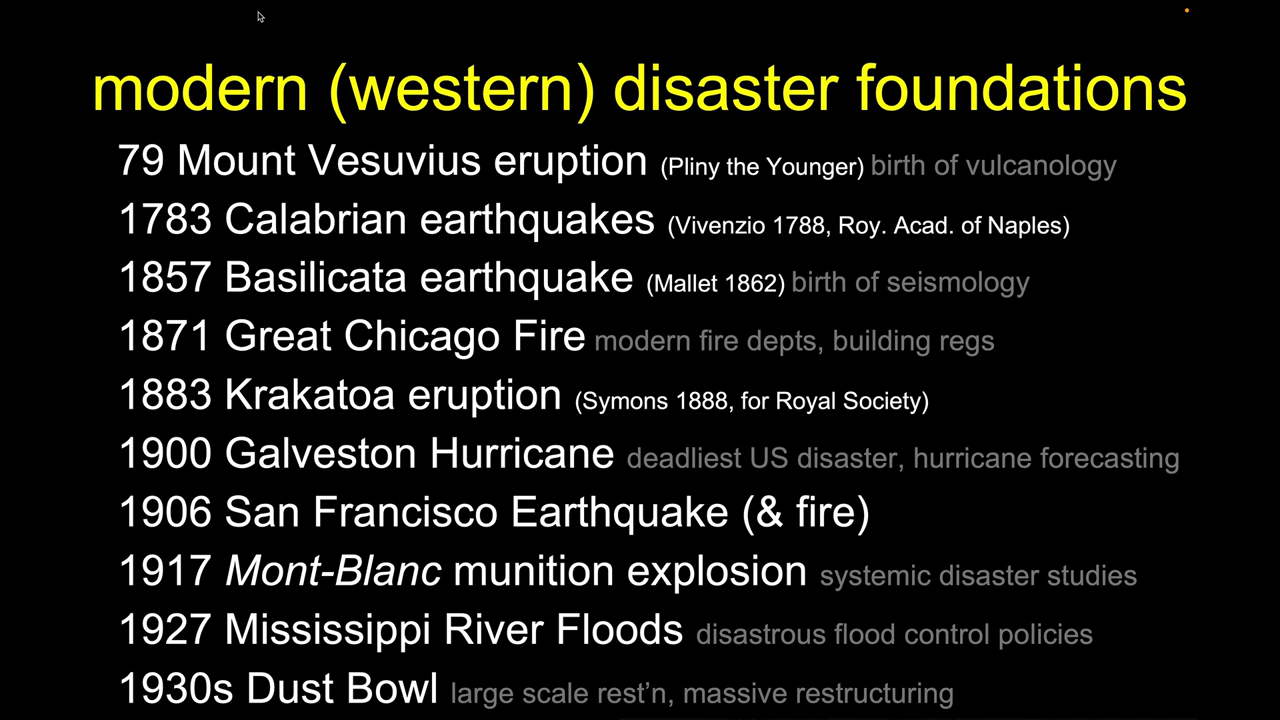 modern (western) disaster foundations
79 Mount Vesuvius eruption (Pliny the Younger) birth of vulcanology
1783 Calabrian earthquakes (Vivenzio 1788, Roy. Acad. of Naples)
1857 Basilicata earthquake (Mallet 1862) birth of seismology
1871 Great Chicago Fire modern fire depts, building regs
1883 Krakatoa eruption (Symons 1888, for Royal Society)
1900 Galveston Hurricane deadliest US disaster, hurricane forecasting
1906 San Francisco Earthquake (& fire)
1917 Mont-Blanc munition explosion systemic disaster studies
1927 Mississippi River Floods disastrous flood control policies
1930s Dust Bowl large scale rest’n, massive restructuring